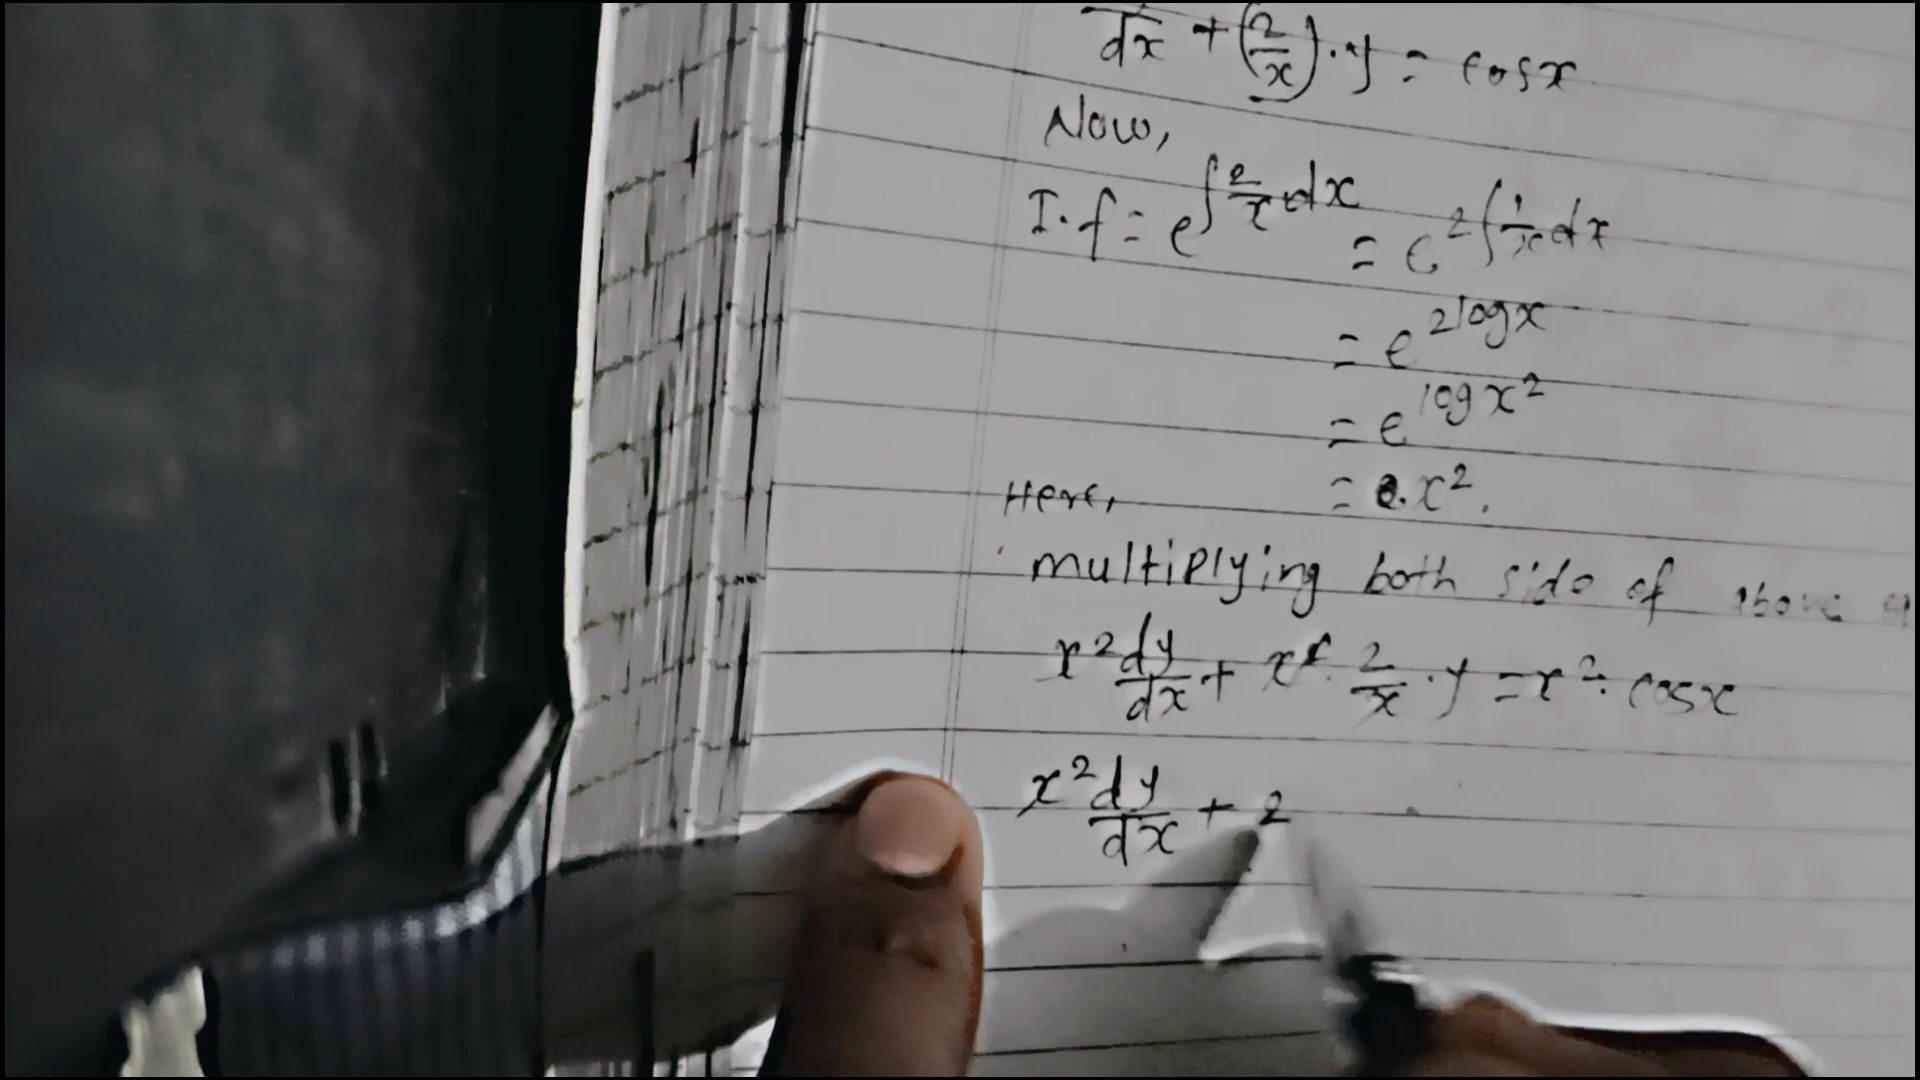 dx + (2/x) . y = cosx
Now,
I.f = e^∫2/x dx = e^2∫1/x dx
= e^2logx
= e^logx²
= x².
Here,
multiplying both side of above
x² dy/dx + x² . 2/x . y = x² . cosx
x² dy/dx + 2